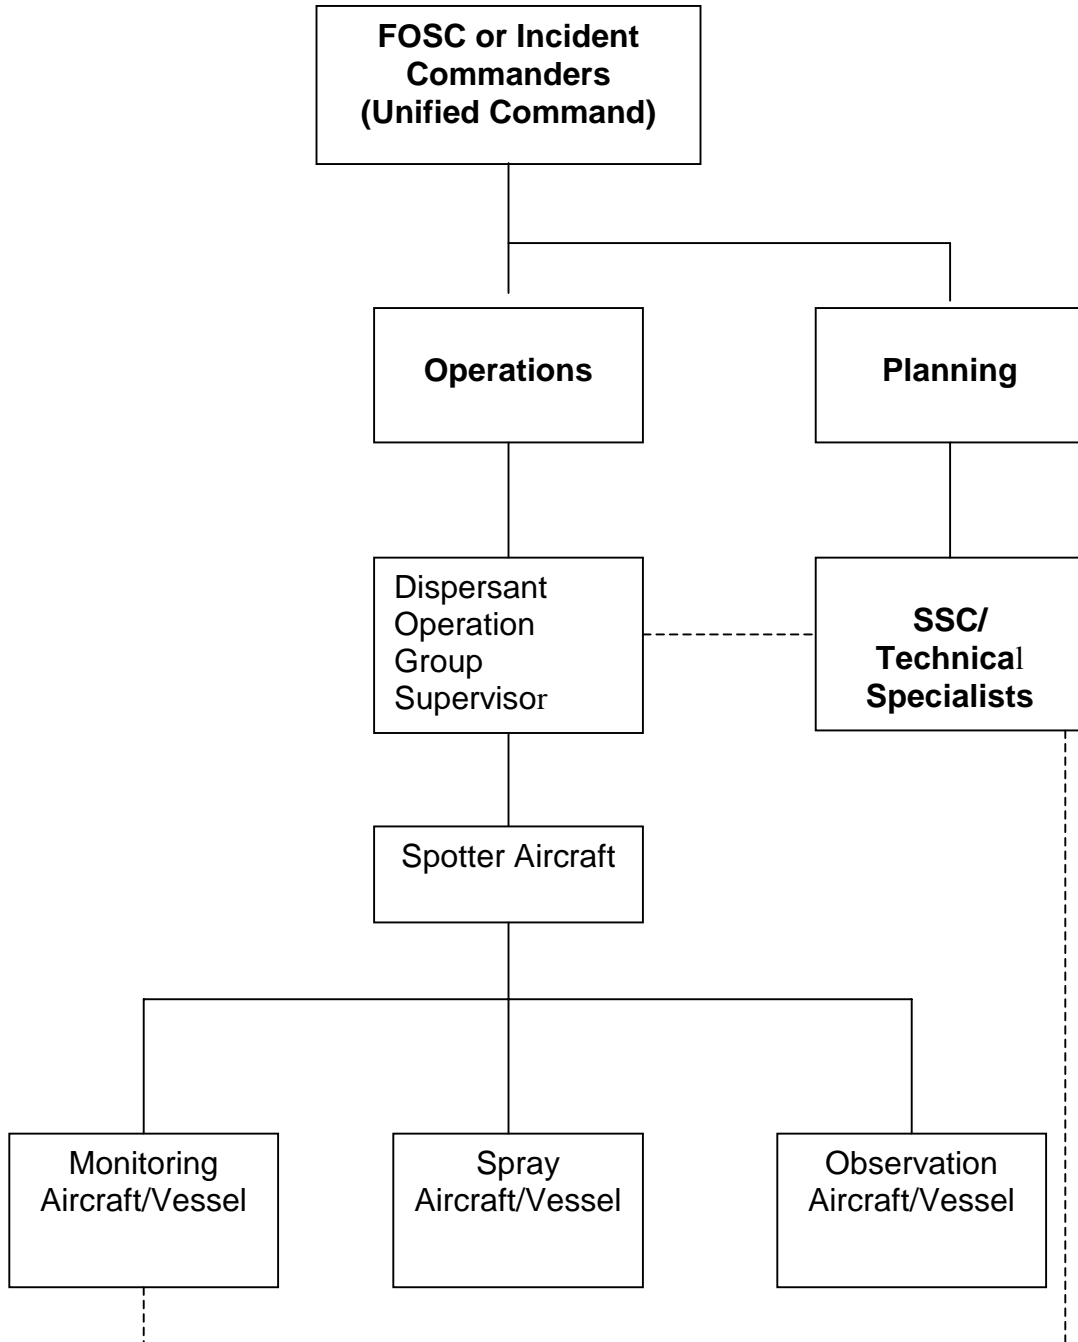 FOSC or Incident
Commanders
(Unified Command)
Operations
Planning
Dispersant
Operation
Group
Supervisor
SSC/
Technical
Specialists
Spotter Aircraft
Monitoring
Aircraft/Vessel
Spray
Aircraft/Vessel
Observation
Aircraft/Vessel